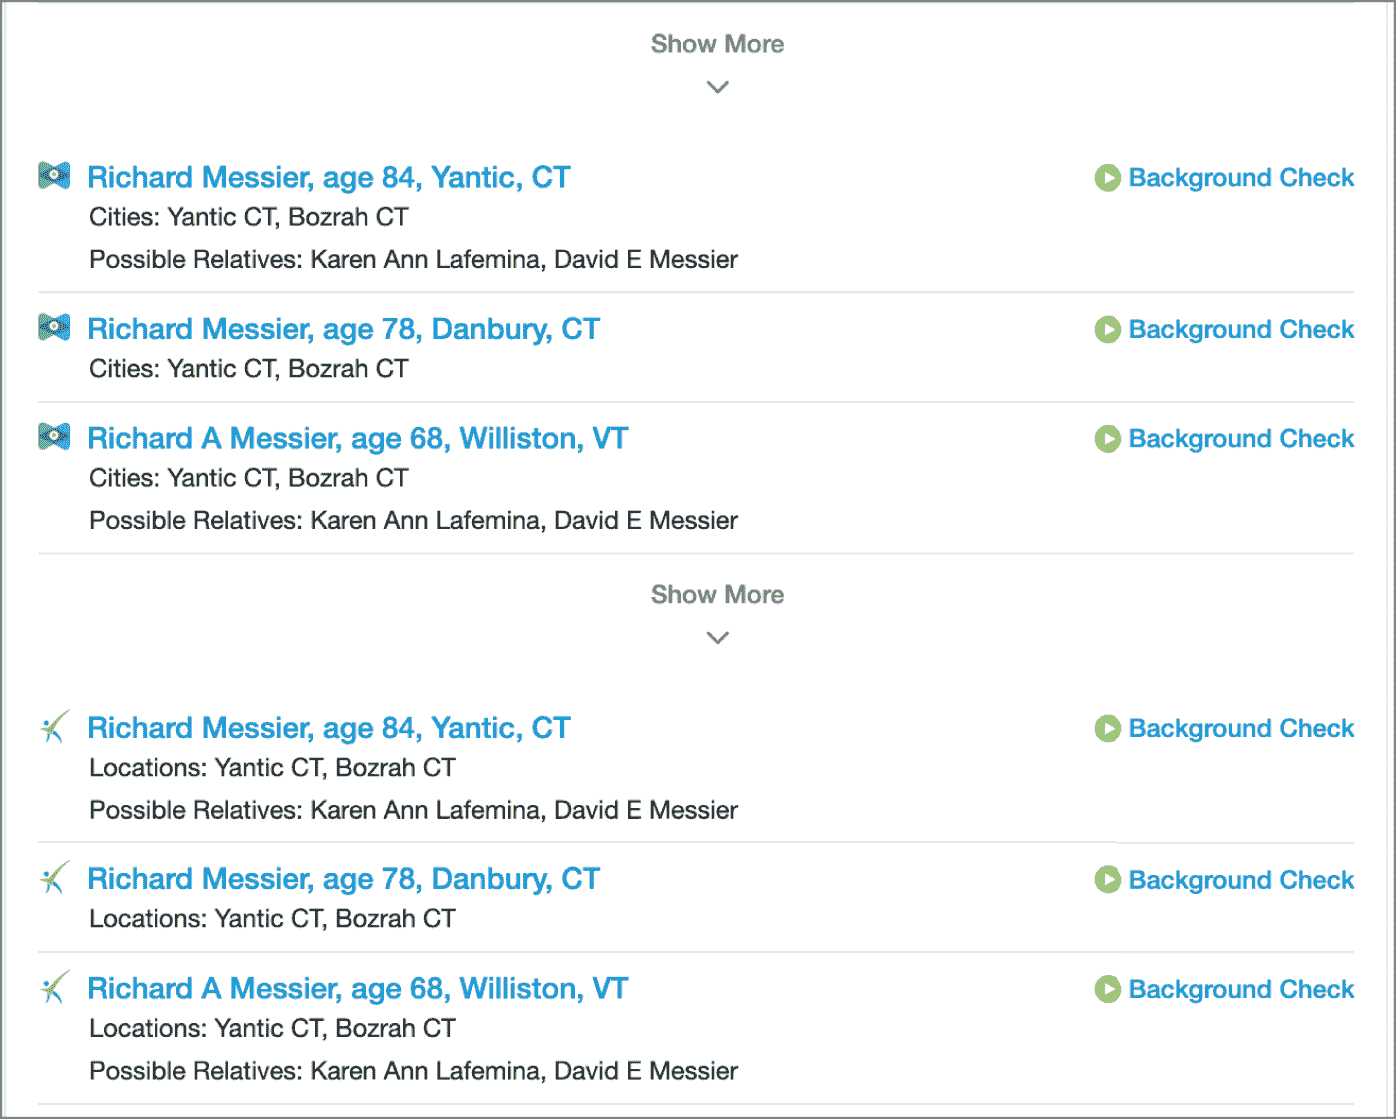 Show More
Richard Messier, age 84, Yantic, CT
Background Check
Cities: Yantic CT, Bozrah CT
Possible Relatives: Karen Ann Lafemina, David E Messier
Richard Messier, age 78, Danbury, CT
Background Check
Cities: Yantic CT, Bozrah CT
Richard A Messier, age 68, Williston, VT
Background Check
Cities: Yantic CT, Bozrah CT
Possible Relatives: Karen Ann Lafemina, David E Messier
Show More
Richard Messier, age 84, Yantic, CT
Background Check
Locations: Yantic CT, Bozrah CT
Possible Relatives: Karen Ann Lafemina, David E Messier
Richard Messier, age 78, Danbury, CT
Background Check
Locations: Yantic CT, Bozrah CT
Richard A Messier, age 68, Williston, VT
Background Check
Locations: Yantic CT, Bozrah CT
Possible Relatives: Karen Ann Lafemina, David E Messier